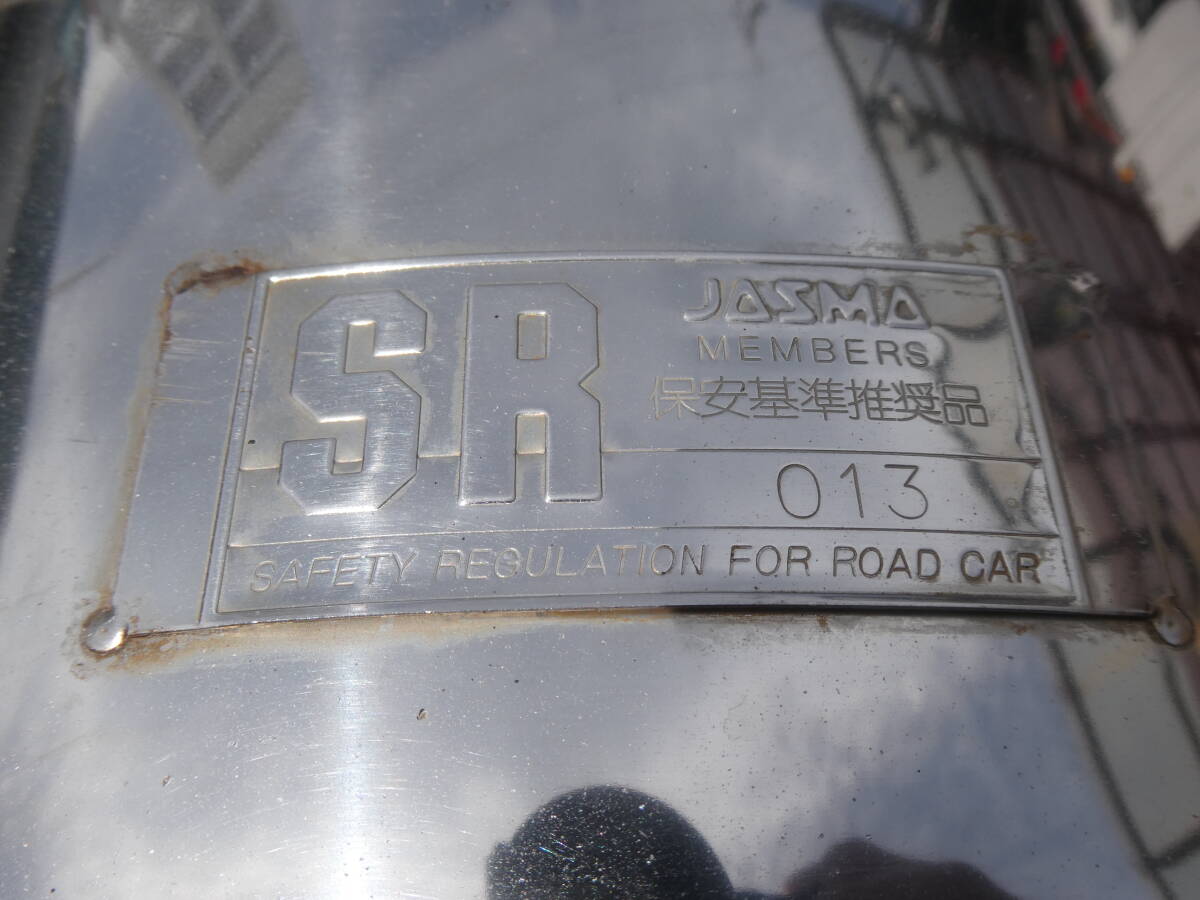 SR
JASMA
MEMBERS
保安基準推奨品
013
SAFETY REGULATION FOR ROAD CAR